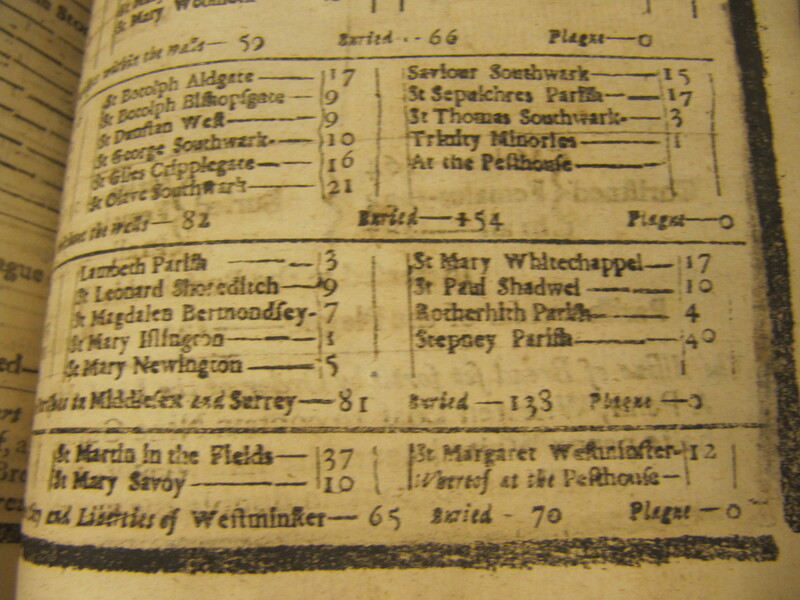 St Mary
within the walls — 59 Buried - - 66 Plague — 0
St Botolph Aldgate — 17 Saviour Southwark — 15
St Botolph Bishopſgate — 9 St Sepulchres Pariſh — 17
St Dunſtan Weſt — 9 St Thomas Southwark - 3
St George Southwark - 10 Trinity Minories — 1
St Giles Cripplegate — 16 At the Peſthouse —
St Olave Southwark — 21
the walls — 82 Buried — 154 Plague — 0
Lambeth Pariſh — 3 St Mary Whitechappel — 17
St Leonard Shoreditch — 9 St Paul Shadwel — 10
St Magdalen Bermondſey - 7 Rotherhith Pariſh — 4
St Mary Iſlington — 1 Stepney Pariſh — 40
St Mary Newington — 5
in Middleſex and Surrey — 81 Buried — 138 Plague — 0
St Martin in the Fields — 37 St Margaret Weſtminſter - 12
St Mary Savoy — 10 Whereof at the Peſthouse -
and Liberties of Weſtminſter — 65 Buried - 70 Plague — 0